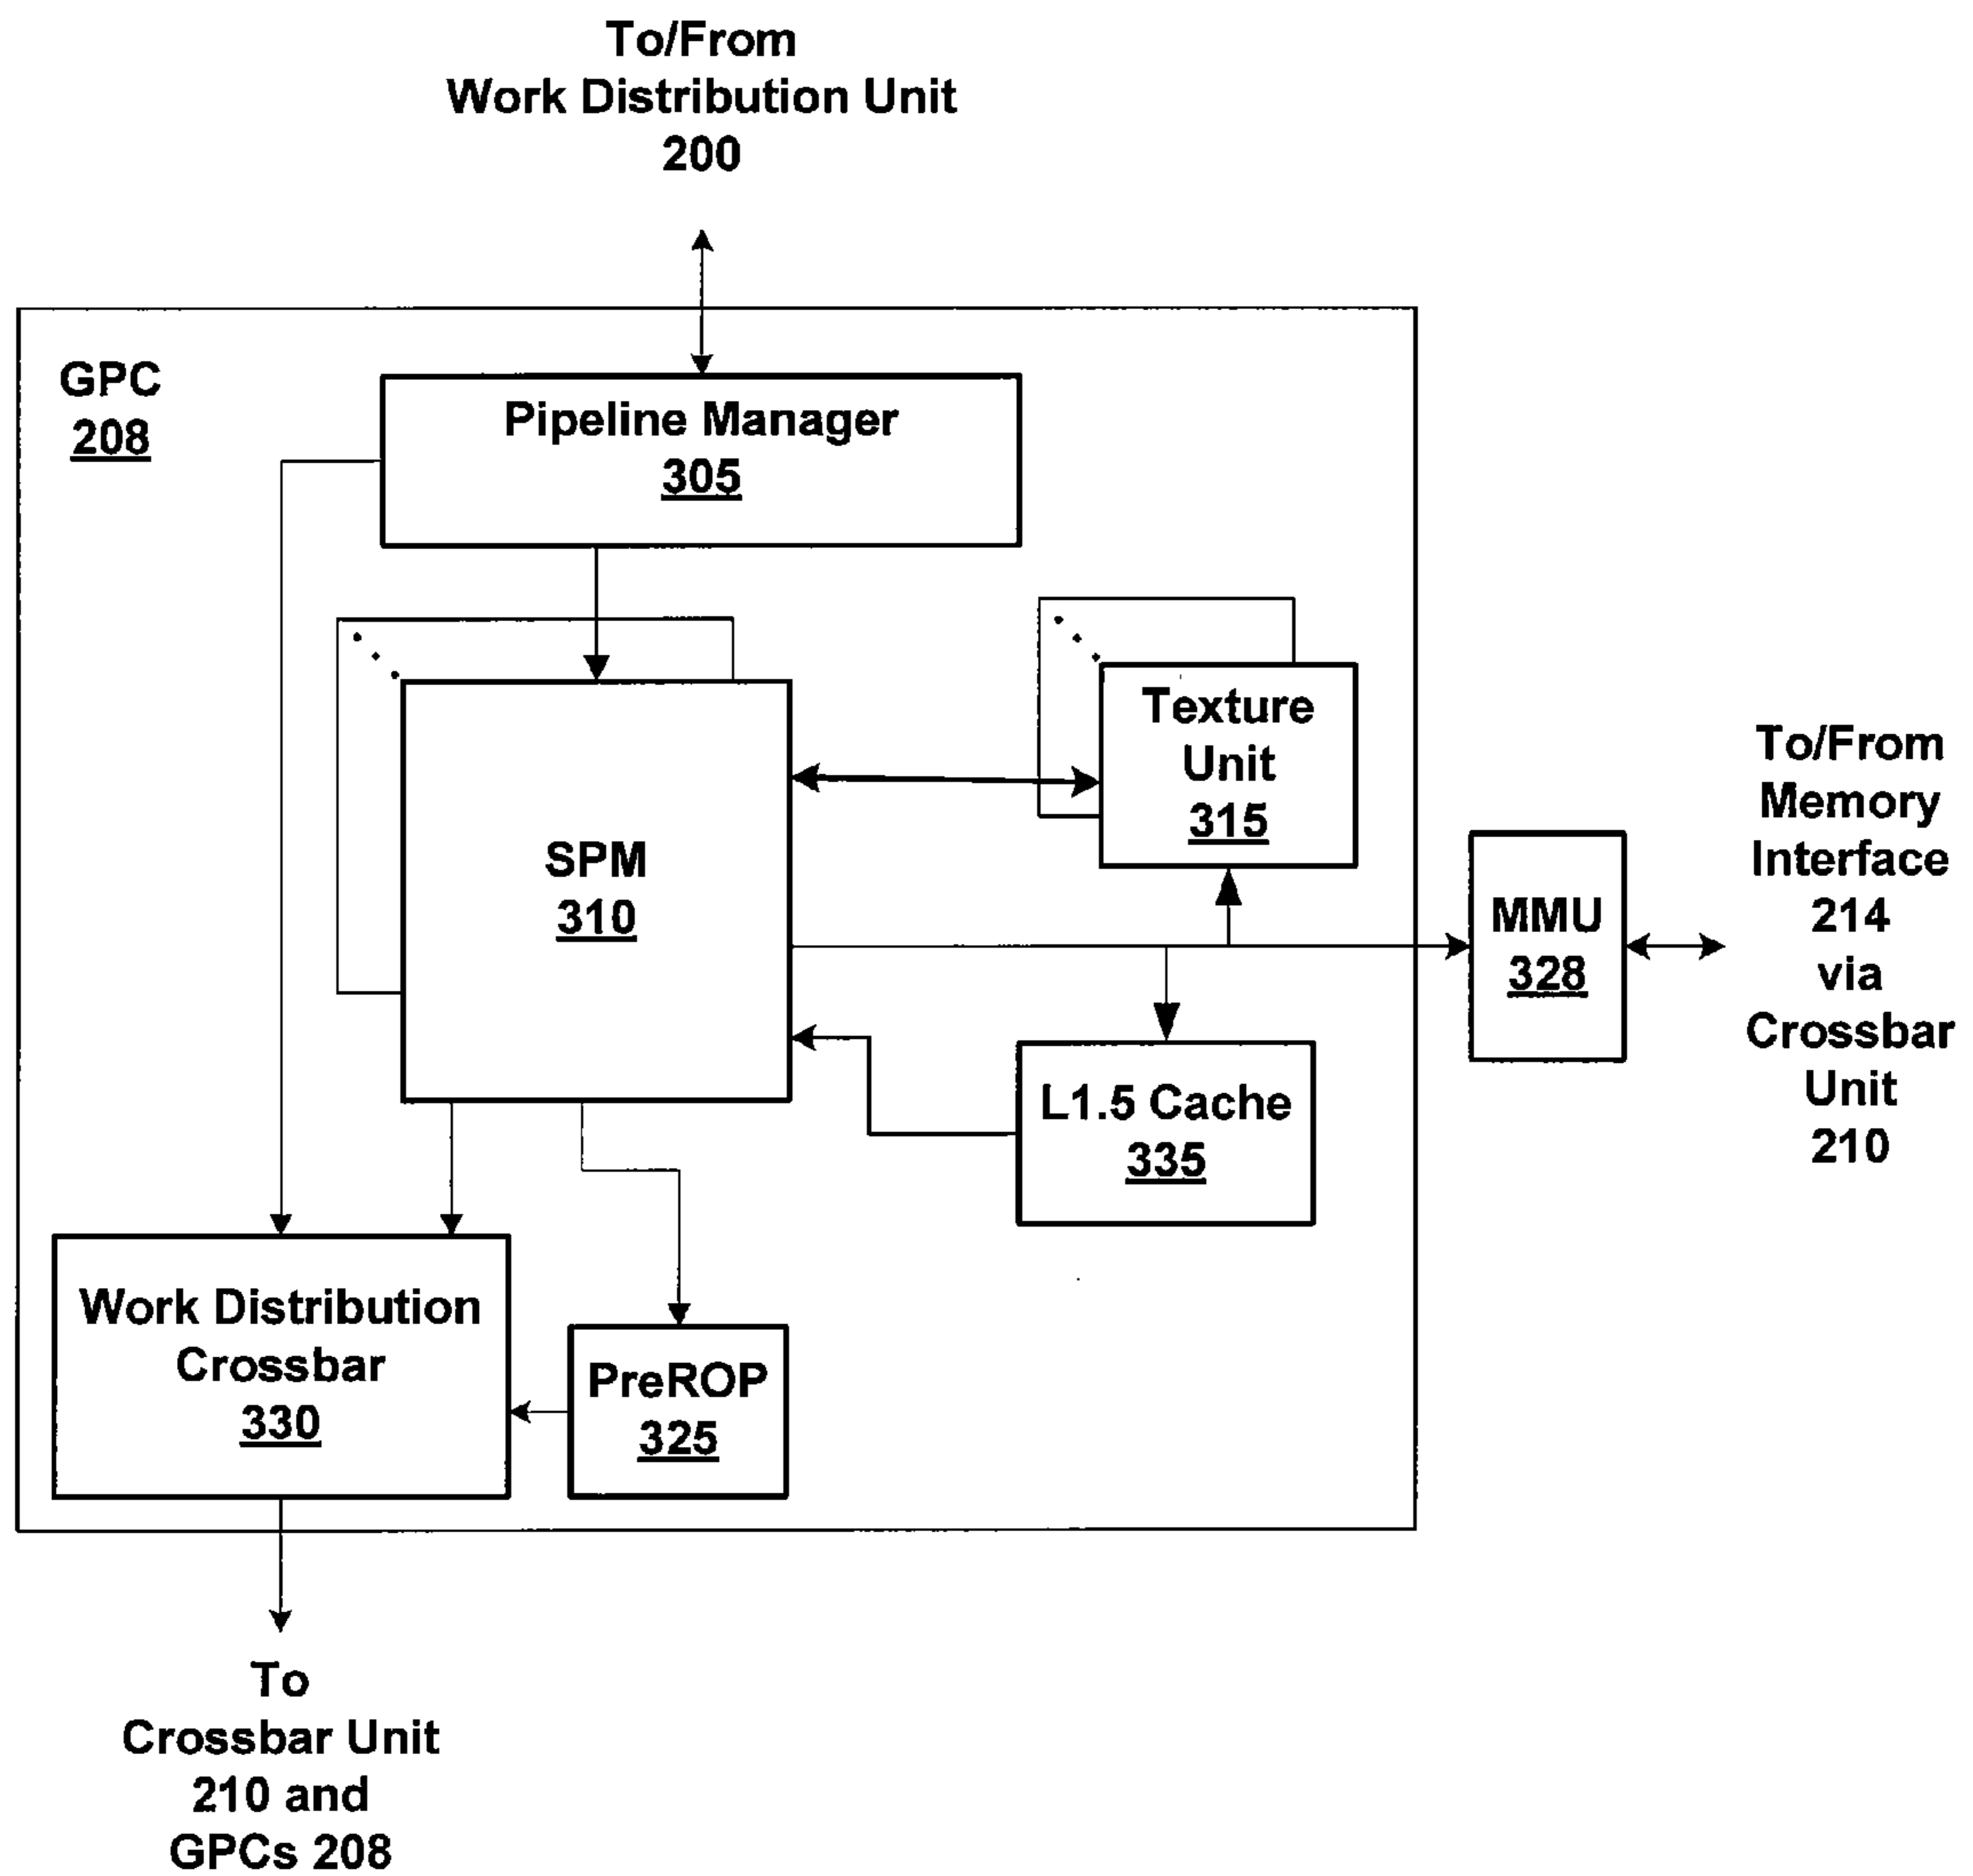 To/From
Work Distribution Unit
200
GPC
208
Pipeline Manager
305
Texture
Unit
315
SPM
310
To/From
Memory
Interface
214
via
Crossbar
Unit
210
MMU
328
L1.5 Cache
335
Work Distribution
Crossbar
330
PreROP
325
To
Crossbar Unit
210 and
GPCs 208